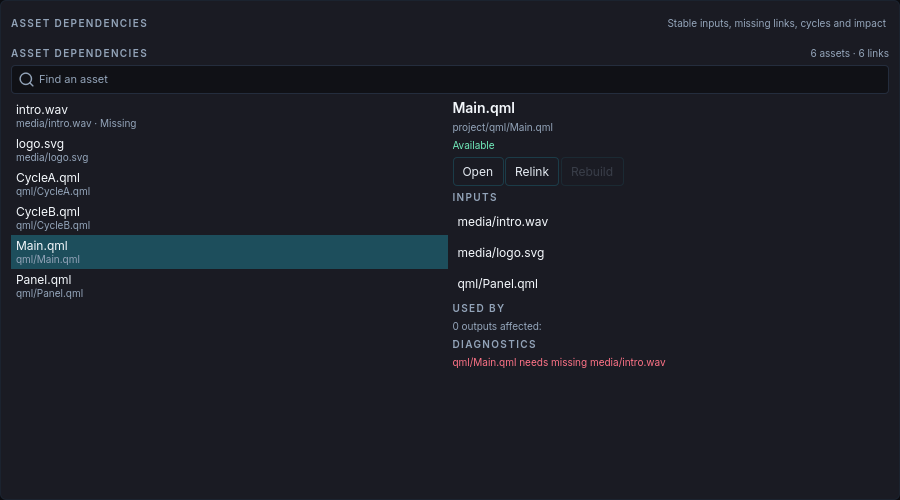 ASSET DEPENDENCIES
Stable inputs, missing links, cycles and impact
ASSET DEPENDENCIES
6 assets · 6 links
Find an asset
intro.wav
media/intro.wav · Missing
logo.svg
media/logo.svg
CycleA.qml
qml/CycleA.qml
CycleB.qml
qml/CycleB.qml
Main.qml
qml/Main.qml
Panel.qml
qml/Panel.qml
Main.qml
project/qml/Main.qml
Available
Open Relink Rebuild
INPUTS
media/intro.wav
media/logo.svg
qml/Panel.qml
USED BY
0 outputs affected:
DIAGNOSTICS
qml/Main.qml needs missing media/intro.wav